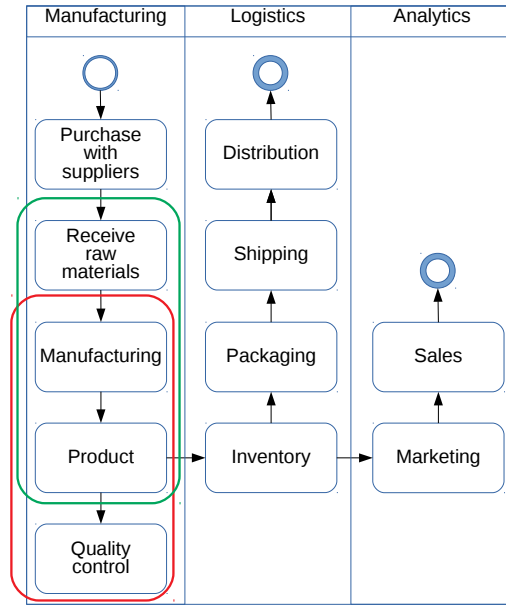 Manufacturing
Logistics
Analytics
Purchase
with
suppliers
Receive
raw
materials
Manufacturing
Product
Quality
control
Distribution
Shipping
Packaging
Inventory
Sales
Marketing